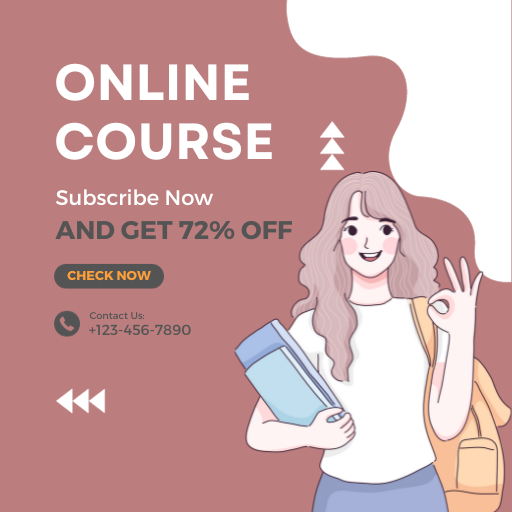 ONLINE
COURSE
Subscribe Now
AND GET 72% OFF
CHECK NOW
Contact Us:
+123-456-7890